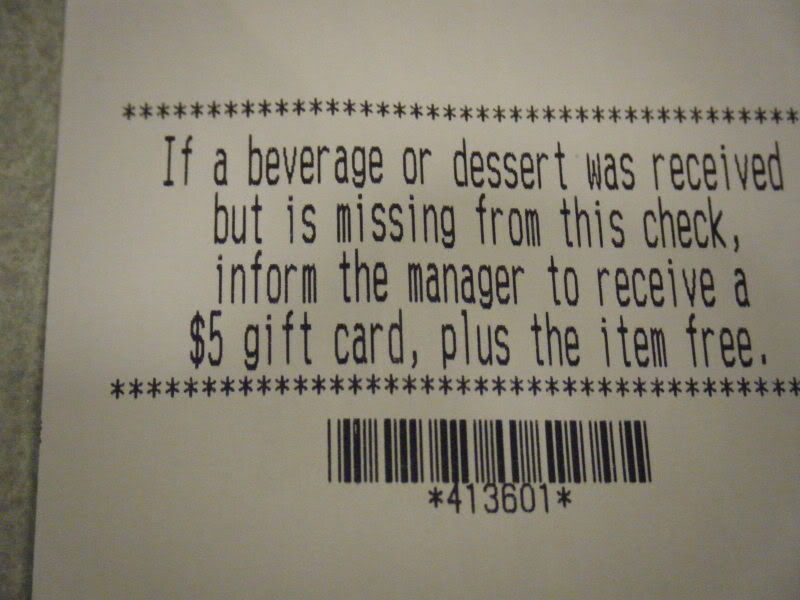 ****************************************
If a beverage or dessert was received
but is missing from this check,
inform the manager to receive a
$5 gift card, plus the item free.
****************************************
*413601*